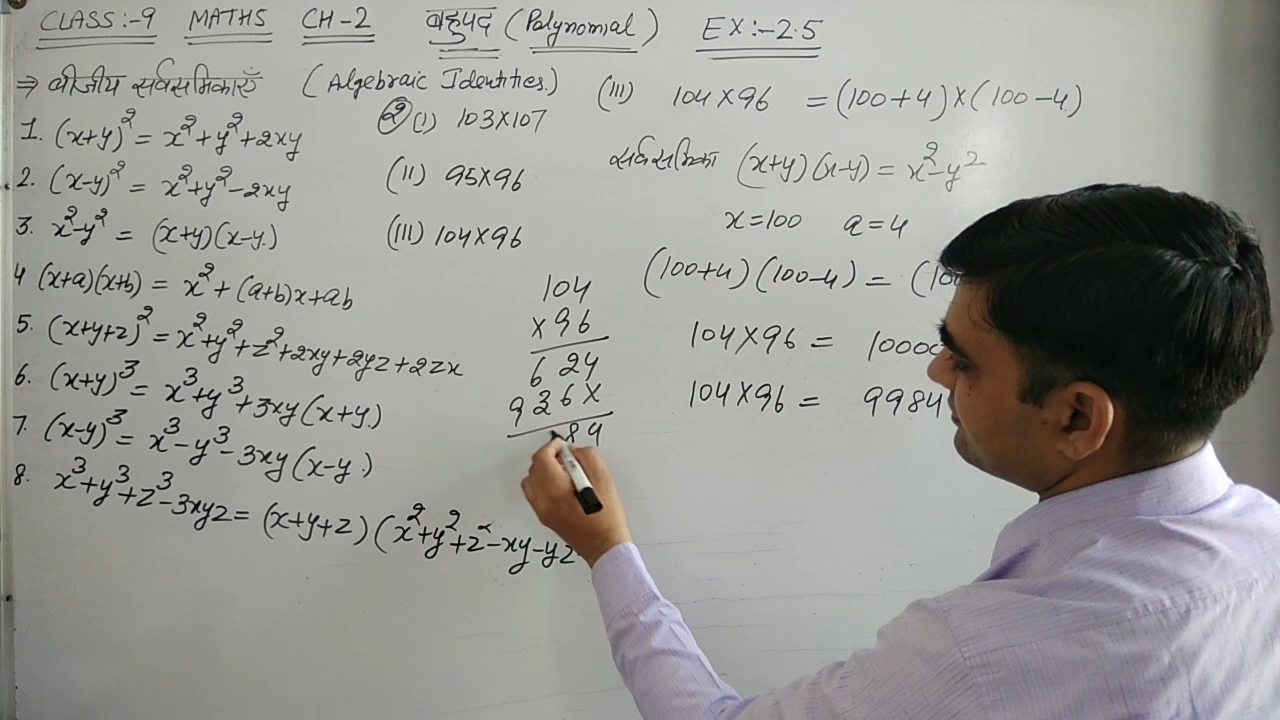 CLASS:-9 MATHS CH-2 बहुपद (Polynomial) EX:-2.5
⇒ बीजीय सर्वसमिकाएँ (Algebraic Identities)
1. (x+y)² = x²+y²+2xy
2. (x-y)² = x²+y²-2xy
3. x²-y² = (x+y)(x-y)
4 (x+a)(x+b) = x²+(a+b)x+ab
5. (x+y+z)² = x²+y²+z²+2xy+2yz+2zx
6. (x+y)³ = x³+y³+3xy(x+y)
7. (x-y)³ = x³-y³-3xy(x-y)
8. x³+y³+z³-3xyz = (x+y+z)(x²+y²+z²-xy-yz
② (i) 103×107
(ii) 95×96
(iii) 104×96
104
×96
624
936×
84
(iii) 104×96 = (100+4)×(100-4)
सर्वसमिका (x+y)(x-y) = x²-y²
x=100 a=4
(100+4)(100-4) = (10
104×96 = 10000
104×96 = 9984